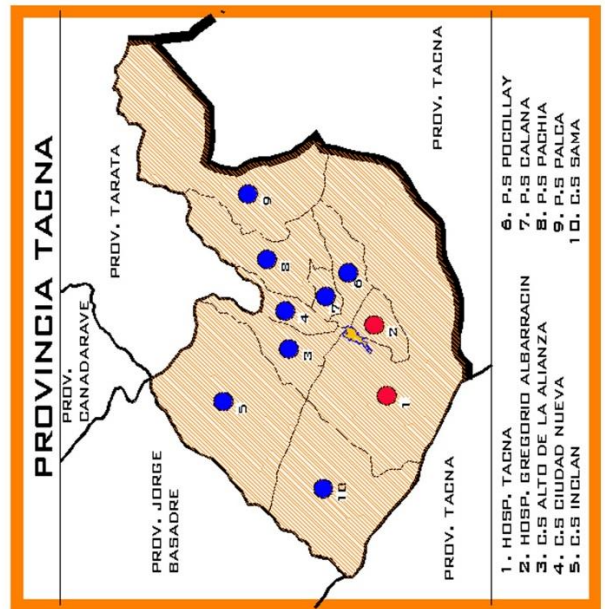 PROVINCIA TACNA
PROV.
CANADARAVE
PROV. TARATA
PROV. JORGE
BASADRE
PROV. TACNA
PROV. TACNA
1
2
3
4
5
6
7
8
9
10
1. HOSP. TACNA
2. HOSP. GREGORIO ALBARRACIN
3. C.S ALTO DE LA ALIANZA
4. C.S CIUDAD NUEVA
5. C.S INCLAN
6. P.S POCOLLAY
7. P.S CALANA
8. P.S PACHIA
9. P.S PALCA
10. C.S SAMA